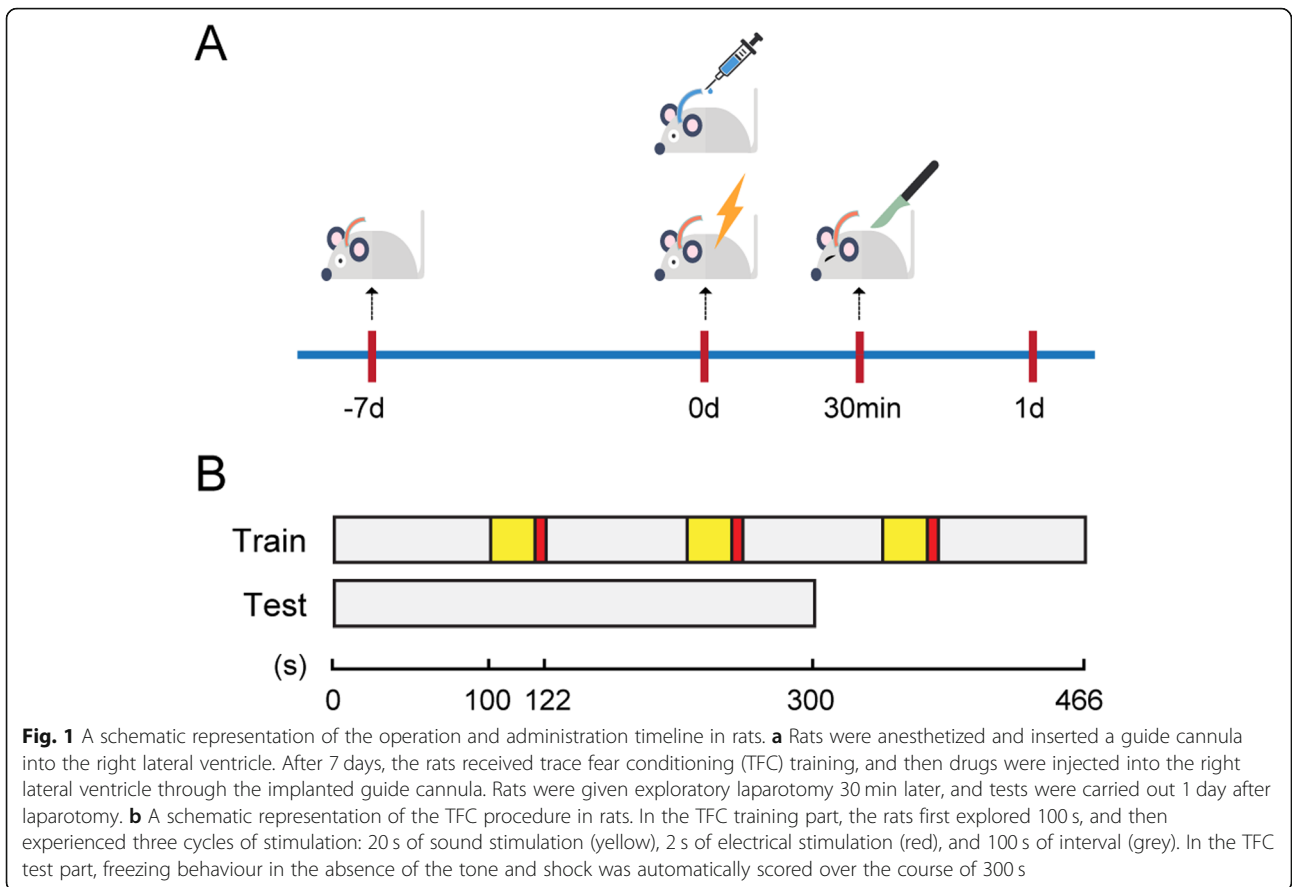 A
-7d 0d 30min 1d
B
Train
Test
(s)
0 100 122 300 466
Fig. 1 A schematic representation of the operation and administration timeline in rats. a Rats were anesthetized and inserted a guide cannula
into the right lateral ventricle. After 7 days, the rats received trace fear conditioning (TFC) training, and then drugs were injected into the right
lateral ventricle through the implanted guide cannula. Rats were given exploratory laparotomy 30 min later, and tests were carried out 1 day after
laparotomy. b A schematic representation of the TFC procedure in rats. In the TFC training part, the rats first explored 100 s, and then
experienced three cycles of stimulation: 20 s of sound stimulation (yellow), 2 s of electrical stimulation (red), and 100 s of interval (grey). In the TFC
test part, freezing behaviour in the absence of the tone and shock was automatically scored over the course of 300 s